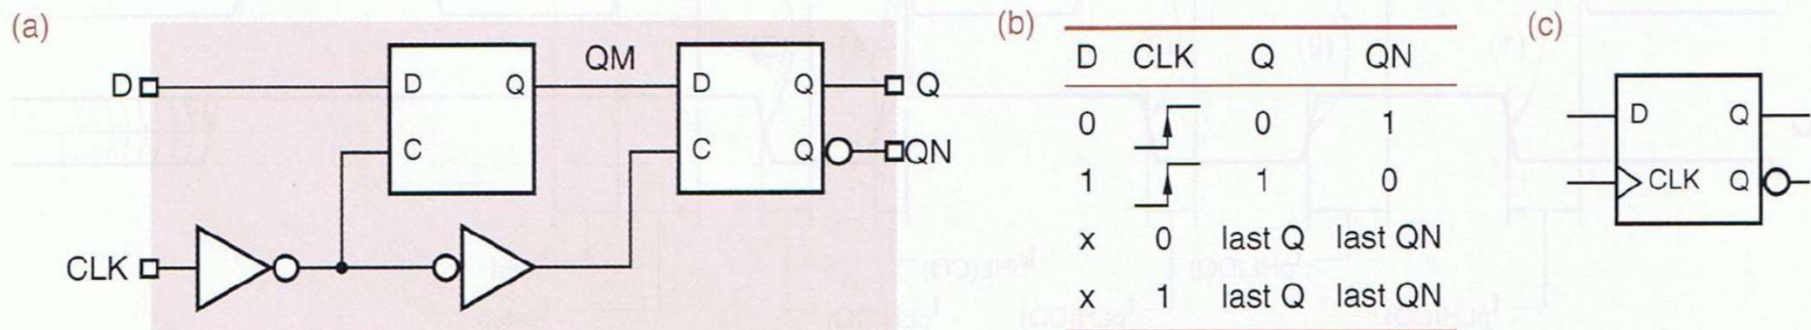 (a)
D
D
Q
C
QM
D
Q
C
Q
Q
QN
CLK
(b)
D CLK Q QN
0 0 1
1 1 0
x 0 last Q last QN
x 1 last Q last QN
(c)
D Q
CLK Q